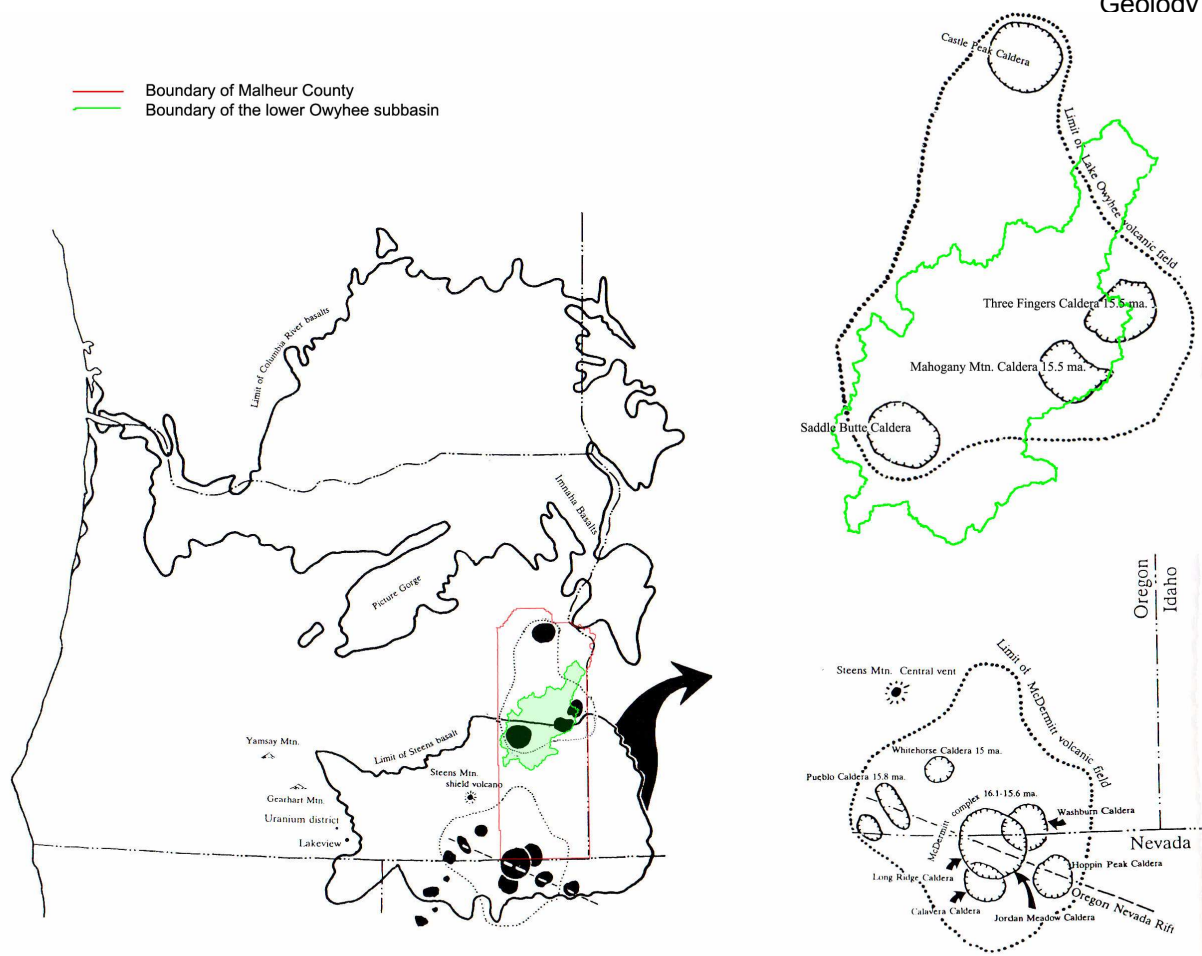 Geology
Boundary of Malheur County
Boundary of the lower Owyhee subbasin
Castle Peak
Caldera
Limit of Lake Owyhee volcanic field
Three Fingers Caldera 15.5 ma.
Mahogany Mtn. Caldera 15.5 ma.
Saddle Butte
Caldera
Limit of Columbia River basalts
Imnaha Basalts
Picture Gorge
Limit of Steens basalt
Yamsay Mtn.
Steens Mtn.
shield volcano
Gearhart Mtn.
Uranium district
Lakeview
Oregon
Idaho
Steens Mtn. Central vent
Limit of McDermitt volcanic field
Whitehorse Caldera 15 ma.
Pueblo Caldera 15.8 ma.
McDermitt complex 16.1-15.6 ma.
Washburn Caldera
Nevada
Hoppin Peak Caldera
Long Ridge Caldera
Oregon Nevada Rift
Calavera Caldera
Jordan Meadow Caldera